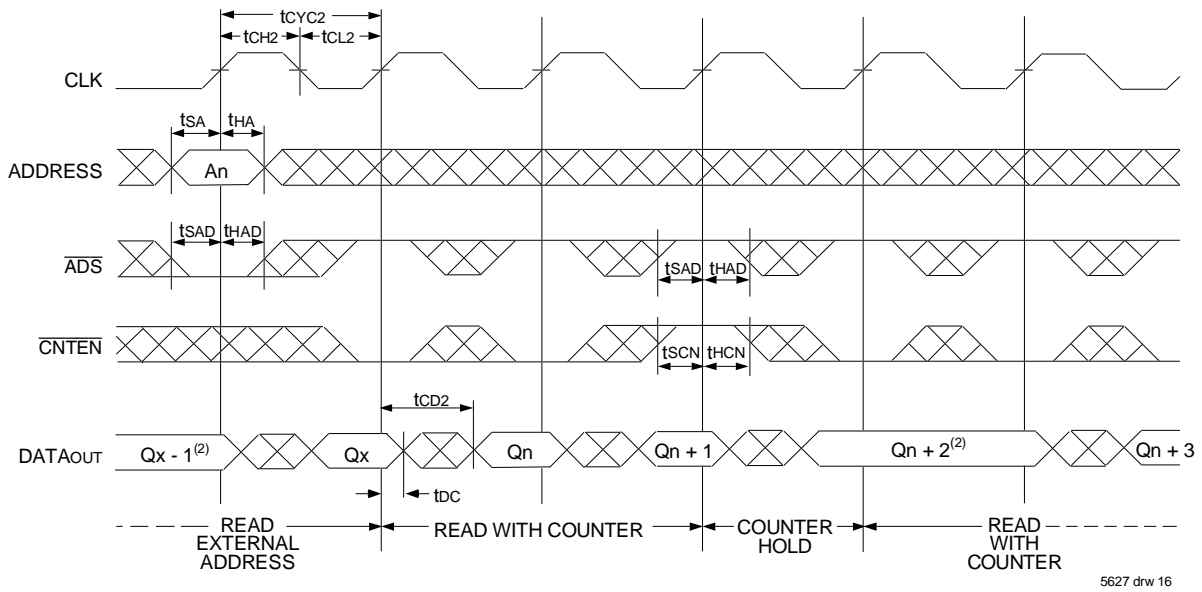 tCYC2
tCH2 tCL2
CLK
tSA tHA
ADDRESS An
tSAD tHAD
ADS
tSAD tHAD
CNTEN
tSCN tHCN
tCD2
DATAOUT Qx - 1(2) Qx Qn Qn + 1 Qn + 2(2) Qn + 3
tDC
READ EXTERNAL ADDRESS
READ WITH COUNTER
COUNTER HOLD
READ WITH COUNTER
5627 drw 16